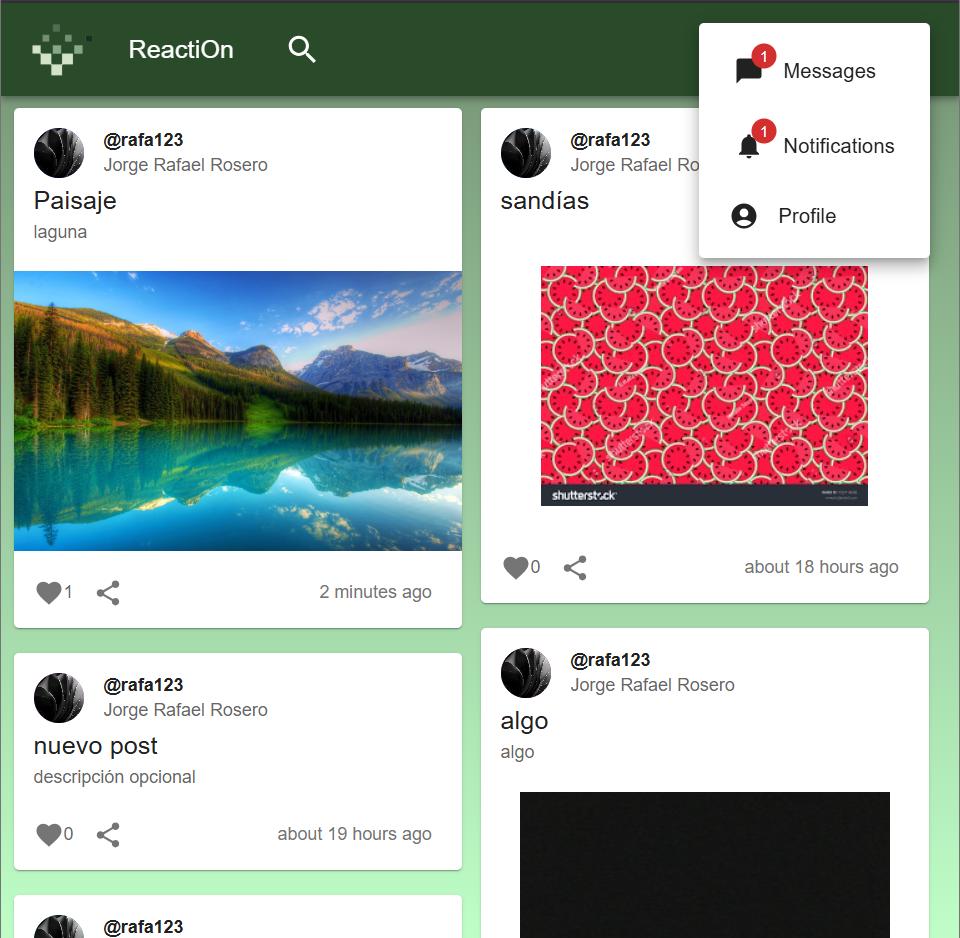 ReactiOn
1
Messages
1
Notifications
Profile
@rafa123
Jorge Rafael Rosero
Paisaje
laguna
1
2 minutes ago
@rafa123
Jorge Rafael Rosero
nuevo post
descripción opcional
0
about 19 hours ago
@rafa123
@rafa123
Jorge Rafael Ro
sandías
shutterstock
0
about 18 hours ago
@rafa123
Jorge Rafael Rosero
algo
algo